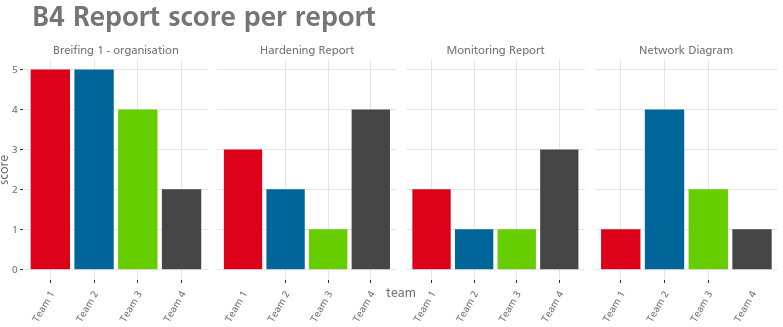 B4 Report score per report
Breifing 1 - organisation Hardening Report Monitoring Report Network Diagram
score
5
4
3
2
1
0
Team 1 Team 2 Team 3 Team 4 Team 1 Team 2 Team 3 Team 4 Team 1 Team 2 Team 3 Team 4 Team 1 Team 2 Team 3 Team 4
team